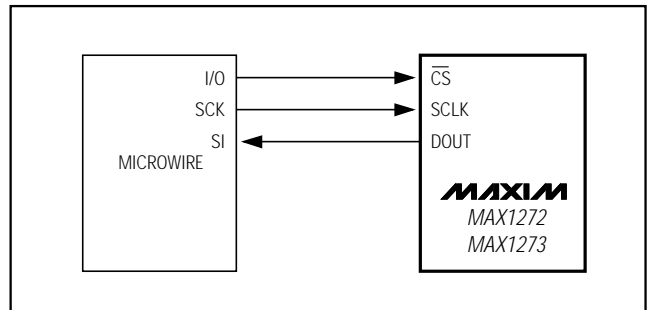 I/O
SCK
SI
MICROWIRE
CS
SCLK
DOUT
MAXIM
MAX1272
MAX1273